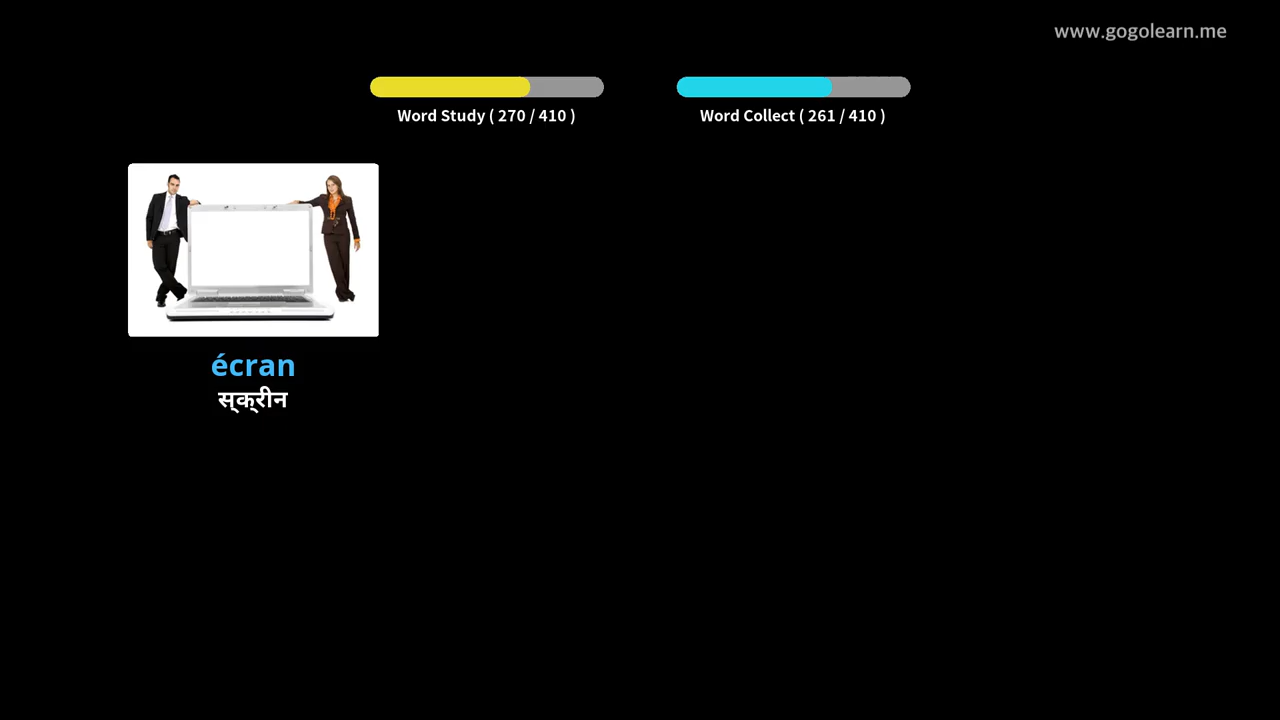 www.gogolearn.me
Word Study ( 270 / 410 )
Word Collect ( 261 / 410 )
écran
स्क्रीन